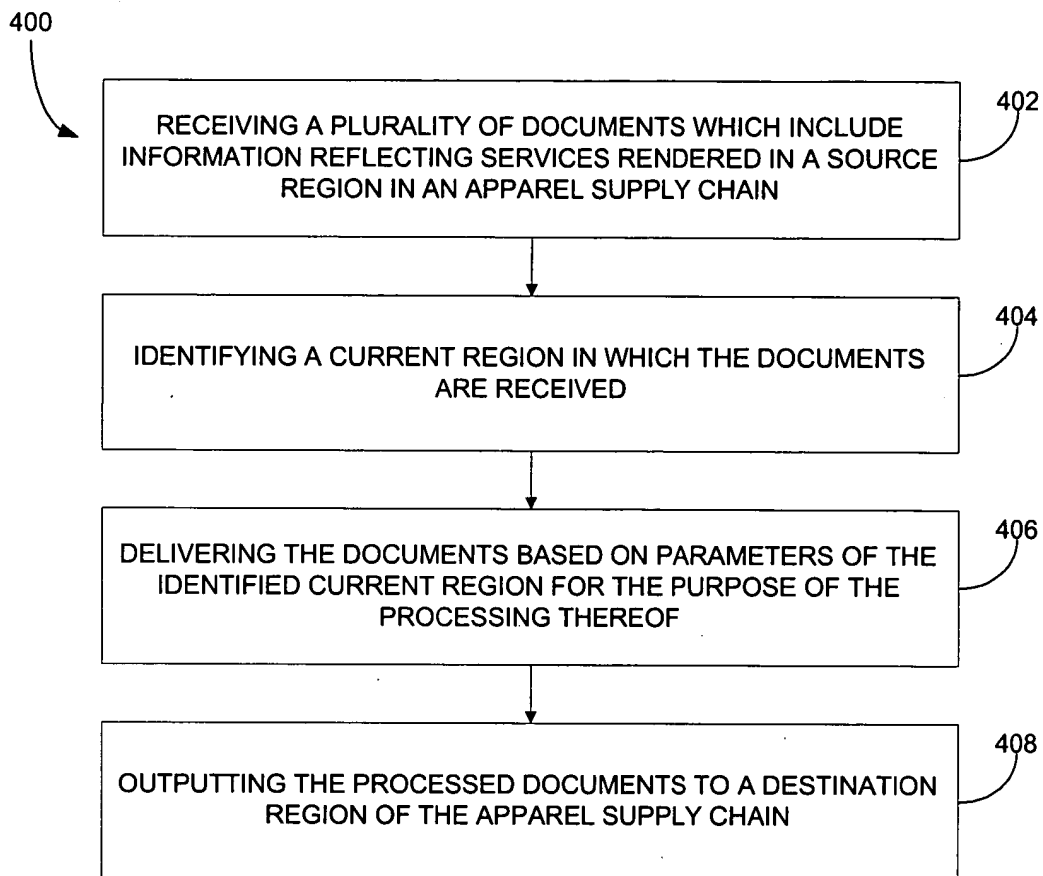 400
402
RECEIVING A PLURALITY OF DOCUMENTS WHICH INCLUDE
INFORMATION REFLECTING SERVICES RENDERED IN A SOURCE
REGION IN AN APPAREL SUPPLY CHAIN
404
IDENTIFYING A CURRENT REGION IN WHICH THE DOCUMENTS
ARE RECEIVED
406
DELIVERING THE DOCUMENTS BASED ON PARAMETERS OF THE
IDENTIFIED CURRENT REGION FOR THE PURPOSE OF THE
PROCESSING THEREOF
408
OUTPUTTING THE PROCESSED DOCUMENTS TO A DESTINATION
REGION OF THE APPAREL SUPPLY CHAIN